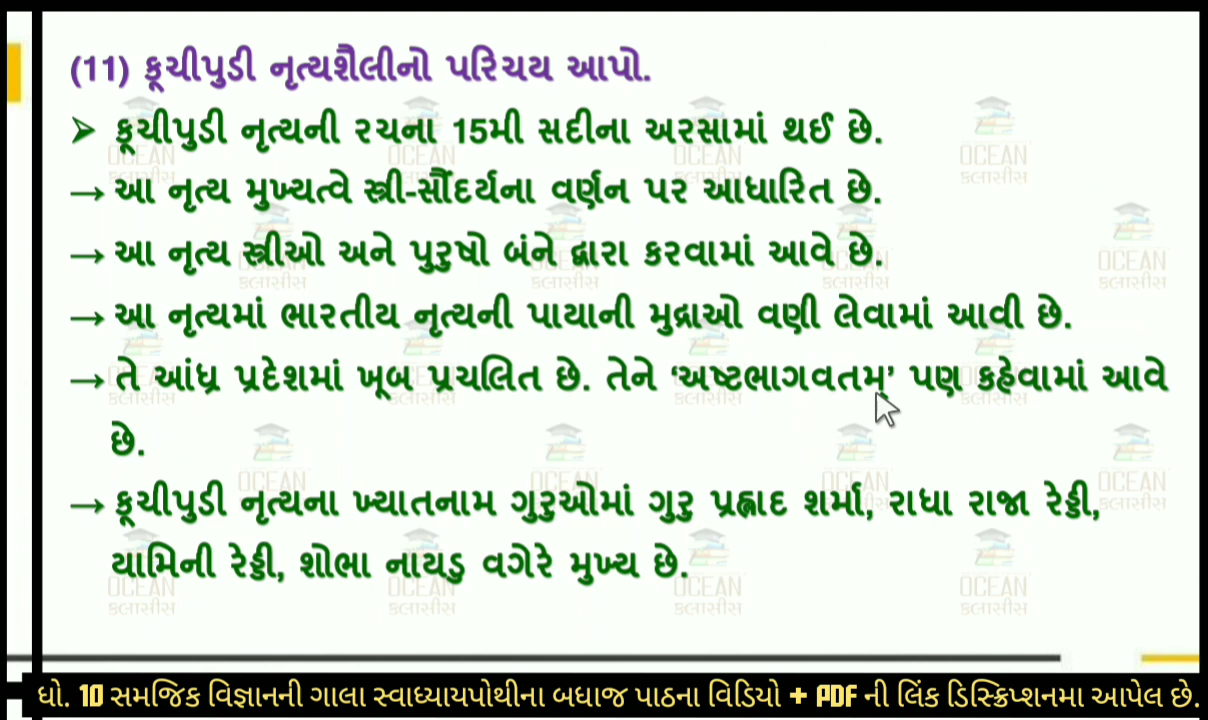 (11) કૂચીપુડી નૃત્યશૈલીનો પરિચય આપો.
➢ કૂચીપુડી નૃત્યની રચના 15મી સદીના અરસામાં થઈ છે.
→ આ નૃત્ય મુખ્યત્વે સ્ત્રી-સૌંદર્યના વર્ણન પર આધારિત છે.
→ આ નૃત્ય સ્ત્રીઓ અને પુરુષો બંને દ્વારા કરવામાં આવે છે.
→ આ નૃત્યમાં ભારતીય નૃત્યની પાયાની મુદ્રાઓ વણી લેવામાં આવી છે.
→ તે આંધ્ર પ્રદેશમાં ખૂબ પ્રચલિત છે. તેને ‘અષ્ટભાગવતમ્’ પણ કહેવામાં આવે
છે.
→ કૂચીપુડી નૃત્યના ખ્યાતનામ ગુરુઓમાં ગુરુ પ્રહ્લાદ શર્મા, રાધા રાજા રેડ્ડી,
યામિની રેડ્ડી, શોભા નાયડુ વગેરે મુખ્ય છે.
OCEAN
કલાસીસ
ધો. 10 સમજિક વિજ્ઞાનની ગાલા સ્વાધ્યાયપોથીના બધાજ પાઠના વિડિયો + PDF ની લિંક ડિસ્ક્રિપ્શનમા આપેલ છે.